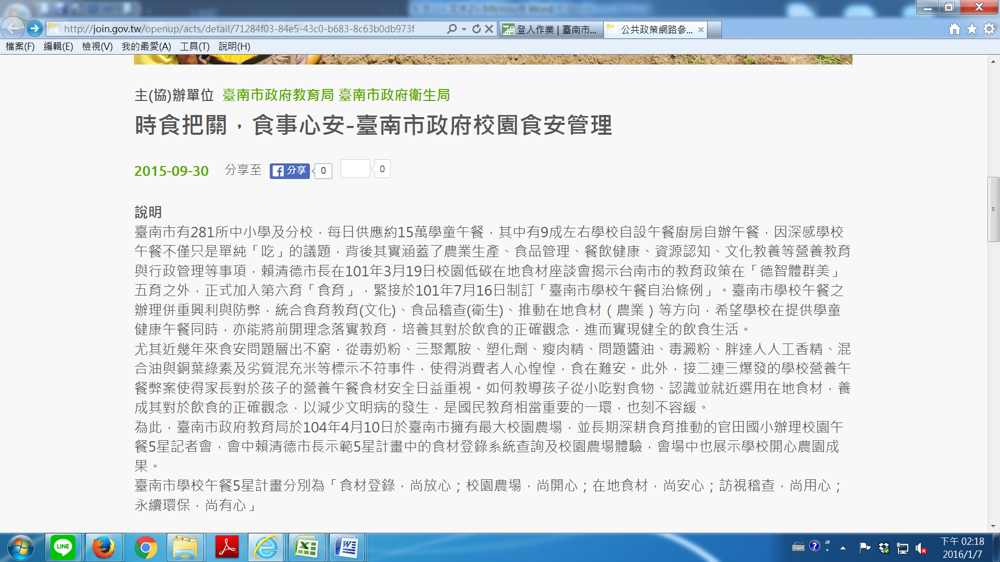 http://join.gov.tw/openup/acts/detail/71284f03-84e5-43c0-b683-8c63b0db973f
登入作業 | 臺南市...
公共政策網路參...
檔案(F) 編輯(E) 檢視(V) 我的最愛(A) 工具(T) 說明(H)
主(協)辦單位 臺南市政府教育局 臺南市政府衛生局
時食把關，食事心安-臺南市政府校園食安管理
2015-09-30 分享至 分享 0 0
說明
臺南市有281所中小學及分校，每日供應約15萬學童午餐，其中有9成左右學校自設午餐廚房自辦午餐，因深感學校
午餐不僅只是單純「吃」的議題，背後其實涵蓋了農業生產、食品管理、餐飲健康、資源認知、文化教養等營養教育
與行政管理等事項，賴清德市長在101年3月19日校園低碳在地食材座談會揭示台南市的教育政策在「德智體群美」
五育之外，正式加入第六育「食育」，緊接於101年7月16日制訂「臺南市學校午餐自治條例」。臺南市學校午餐之
辦理併重興利與防弊，統合食育教育(文化)、食品稽查(衛生)、推動在地食材（農業）等方向，希望學校在提供學童
健康午餐同時，亦能將前開理念落實教育，培養其對於飲食的正確觀念，進而實現健全的飲食生活。
尤其近幾年來食安問題層出不窮，從毒奶粉、三聚氰胺、塑化劑、瘦肉精、問題醬油、毒澱粉、胖達人人工香精、混
合油與銅葉綠素及劣質混充米等標示不符事件，使得消費者人心惶惶，食在難安。此外，接二連三爆發的學校營養午
餐弊案使得家長對於孩子的營養午餐食材安全日益重視。如何教導孩子從小吃對食物、認識並就近選用在地食材，養
成其對於飲食的正確觀念，以減少文明病的發生，是國民教育相當重要的一環，也刻不容緩。
為此，臺南市政府教育局於104年4月10日於臺南市擁有最大校園農場，並長期深耕食育推動的官田國小辦理校園午
餐5星記者會，會中賴清德市長示範5星計畫中的食材登錄系統查詢及校園農場體驗，會場中也展示學校開心農園成
果。
臺南市學校午餐5星計畫分別為「食材登錄，尚放心；校園農場，尚開心；在地食材，尚安心；訪視稽查，尚用心；
永續環保，尚有心」
LINE
下午 02:18
2016/1/7